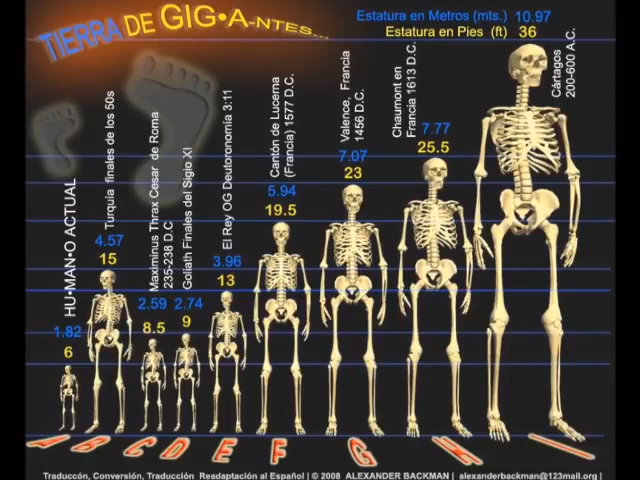 TIERRA DE GIG•A-NTES...
Estatura en Metros (mts.) 10.97
Estatura en Pies (ft) 36
HU•MAN•O ACTUAL
1.82
6
Turquía finales de los 50s
4.57
15
Maximinus Thrax Cesar de Roma
235-238 D.C
2.59
8.5
Goliath Finales del Siglo XI
2.74
9
El Rey OG Deutoronomía 3:11
3.96
13
Cantón de Lucerna
(Francia) 1577 D.C.
5.94
19.5
Valence, Francia
1456 D.C.
7.07
23
Chaumont en
Francia 1613 D.C.
7.77
25.5
Cártagos
200-600 A.C.
A B C D E F G H I
Traduccón, Conversión, Traducción Readaptación al Español | © 2008 ALEXANDER BACKMAN | alexanderbackman@123mail.org |